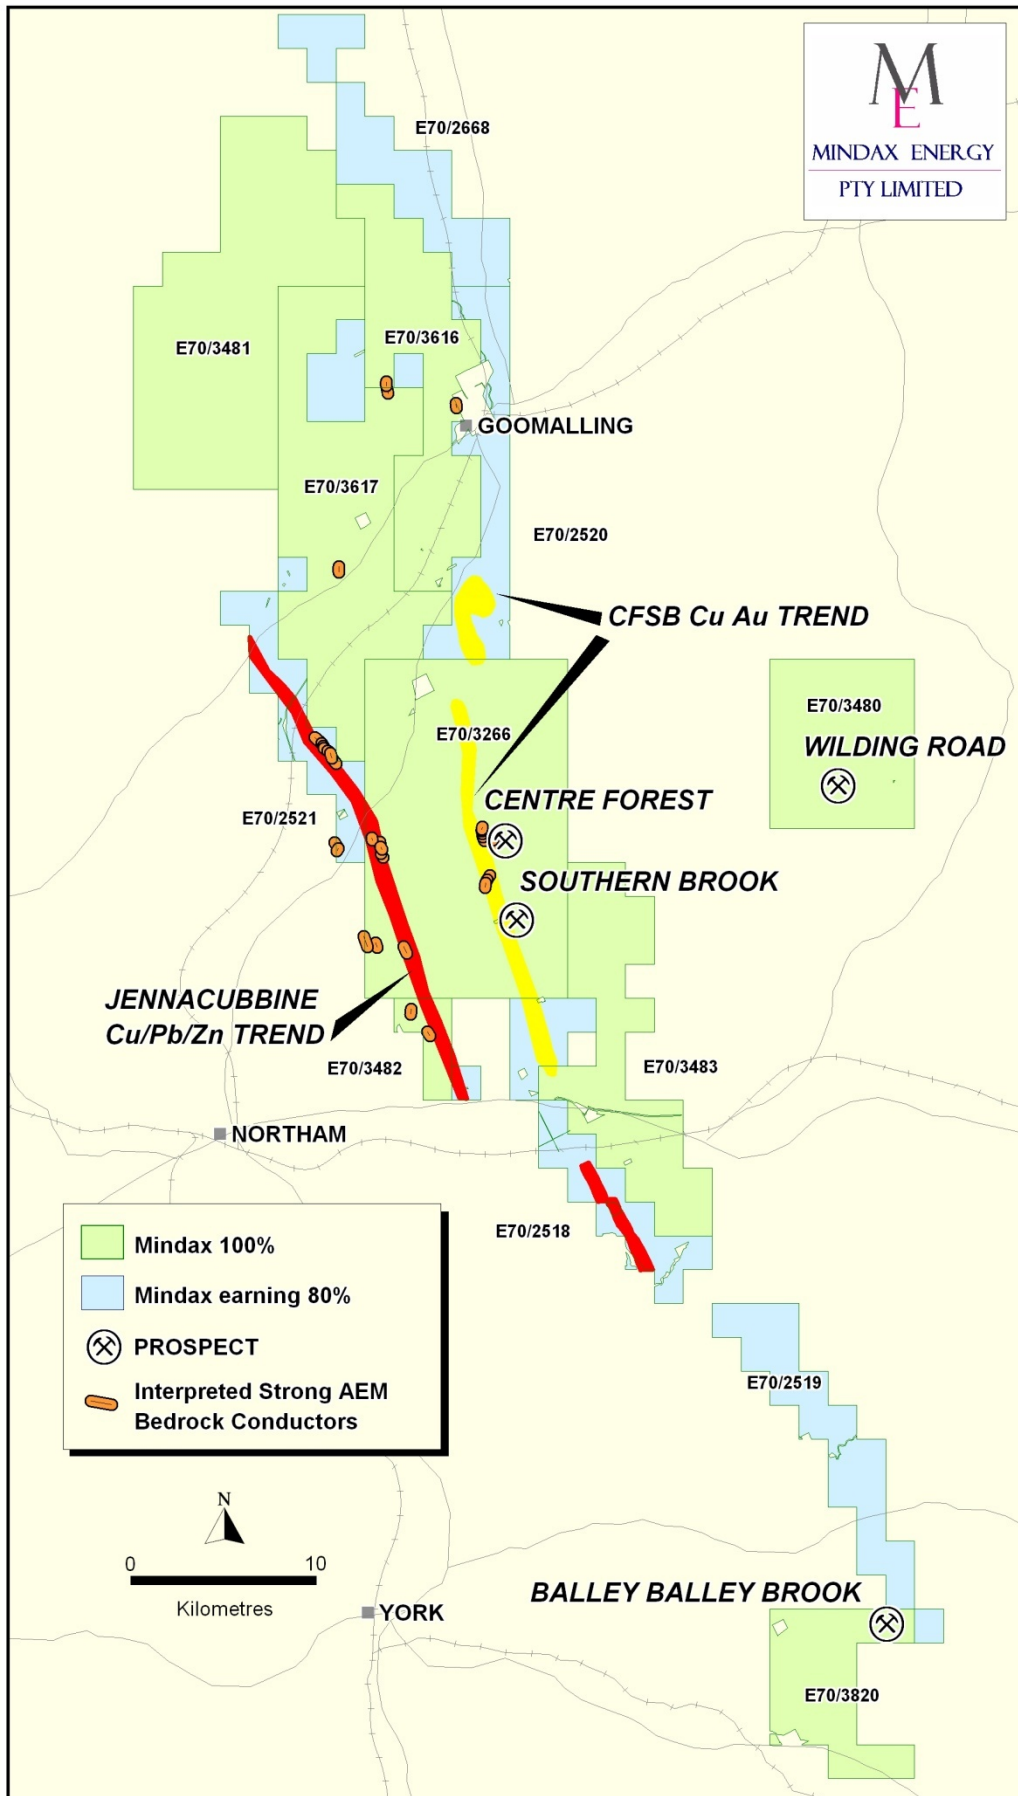 M
E
MINDAX ENERGY
PTY LIMITED
E70/2668
E70/3481
E70/3616
GOOMALLING
E70/3617
E70/2520
CFSB Cu Au TREND
E70/3480
WILDING ROAD
E70/3266
CENTRE FOREST
E70/2521
SOUTHERN BROOK
JENNACUBBINE
Cu/Pb/Zn TREND
E70/3482
E70/3483
NORTHAM
E70/2518
Mindax 100%
Mindax earning 80%
PROSPECT
Interpreted Strong AEM
Bedrock Conductors
E70/2519
N
0 10
Kilometres
BALLEY BALLEY BROOK
YORK
E70/3820